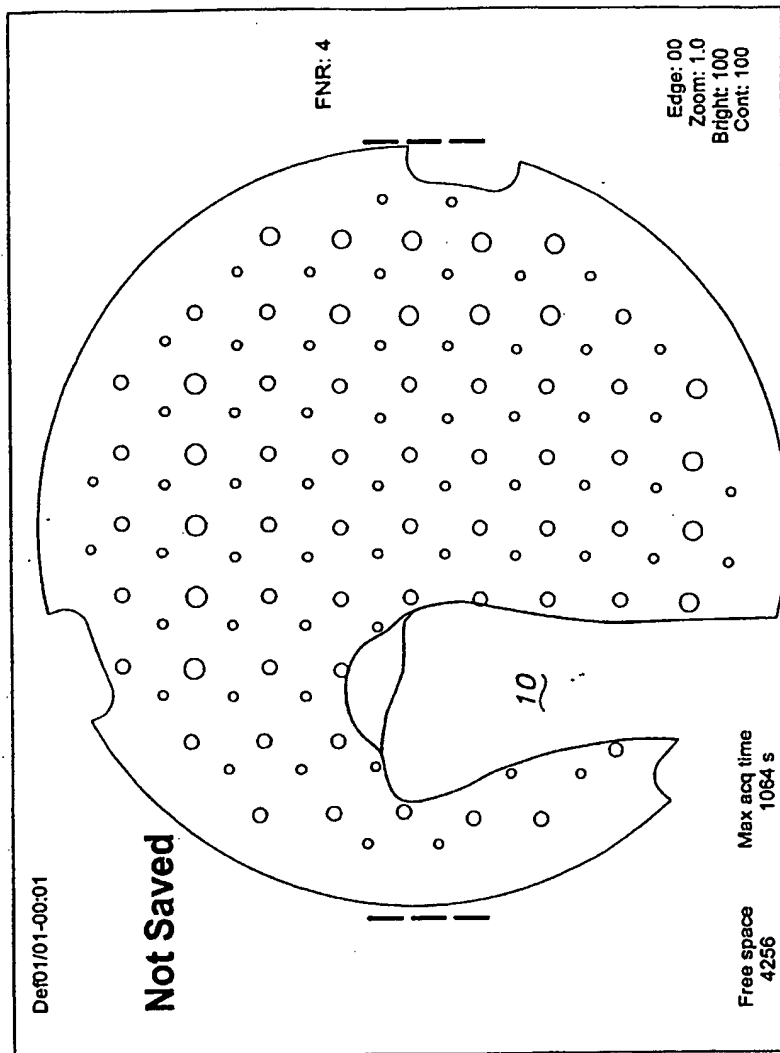 Def01/01-00:01
FNR: 4
Not Saved
10
Free space
4256
Max acq time
1064 s
Edge: 00
Zoom: 1.0
Bright: 100
Cont: 100